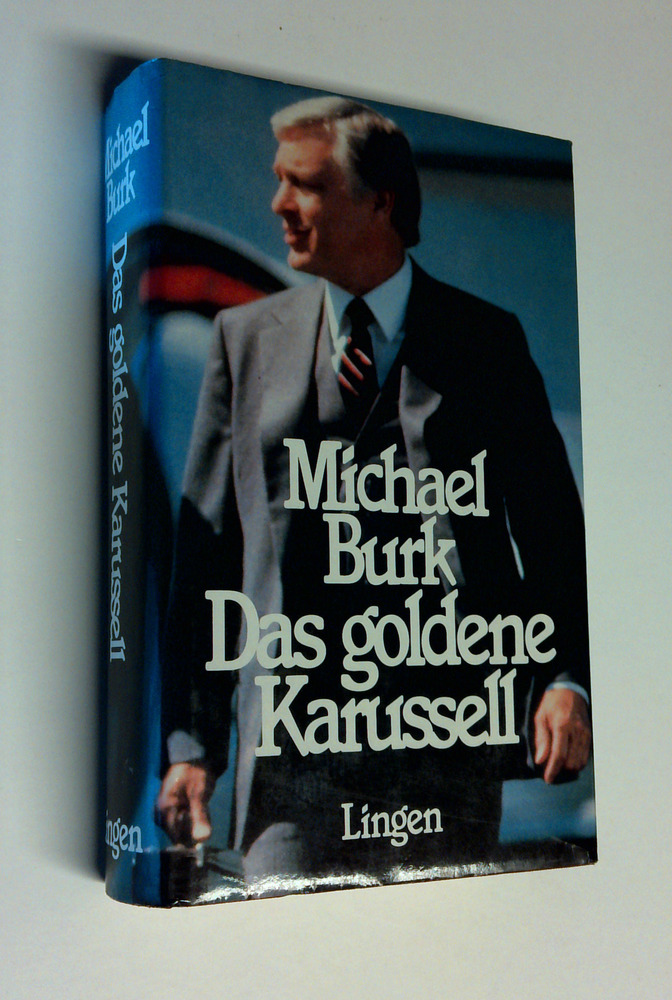 Michael
Burk
Das goldene Karussell
Lingen
Michael
Burk
Das goldene
Karussell
Lingen